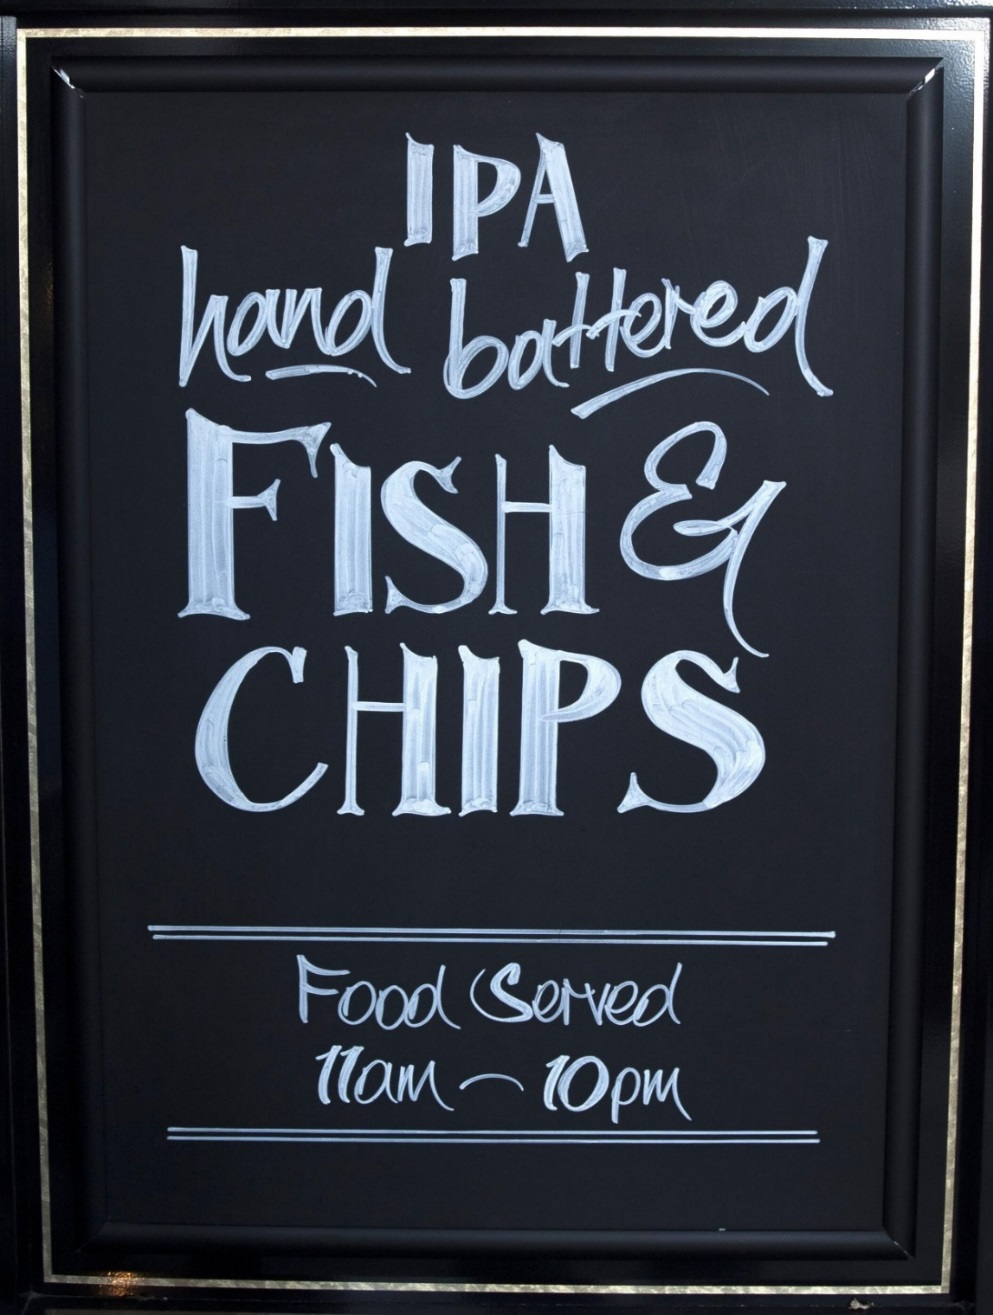 IPA
hand battered
FISH &
CHIPS
Food Served
11am - 10pm